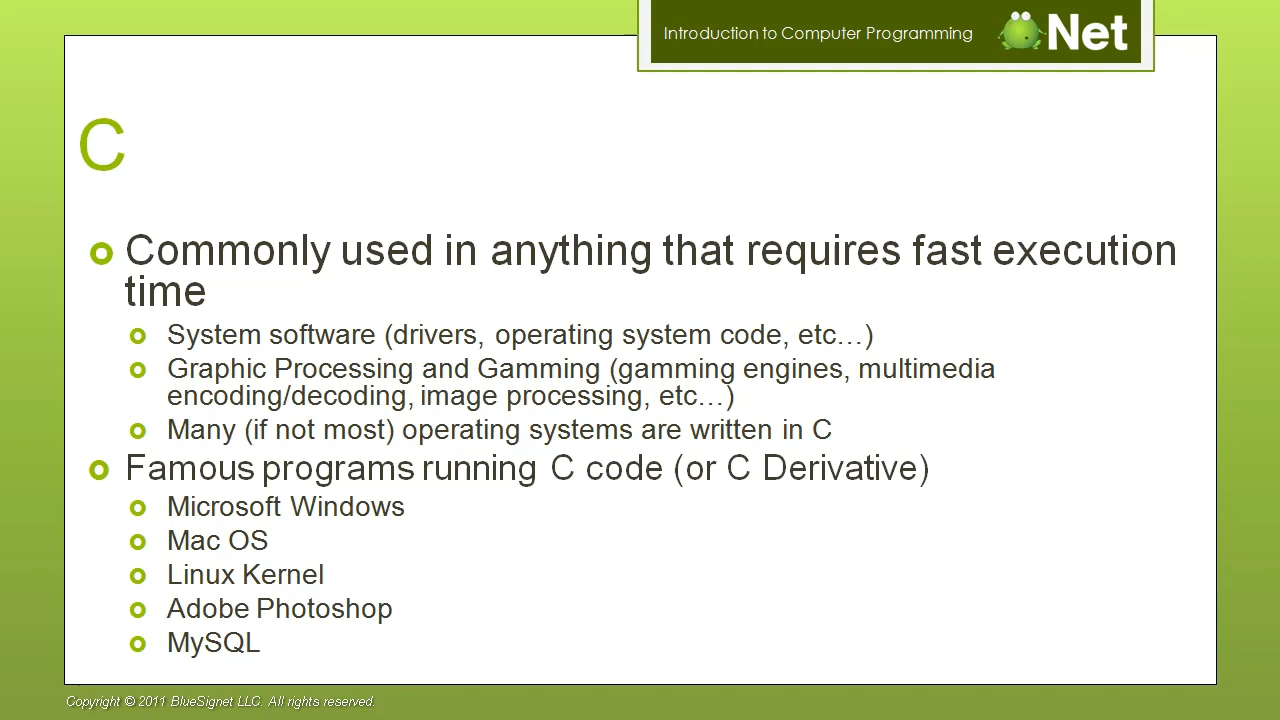 Introduction to Computer Programming
Net
C
Commonly used in anything that requires fast execution
time
System software (drivers, operating system code, etc…)
Graphic Processing and Gamming (gamming engines, multimedia
encoding/decoding, image processing, etc…)
Many (if not most) operating systems are written in C
Famous programs running C code (or C Derivative)
Microsoft Windows
Mac OS
Linux Kernel
Adobe Photoshop
MySQL
Copyright © 2011 BlueSignet LLC. All rights reserved.